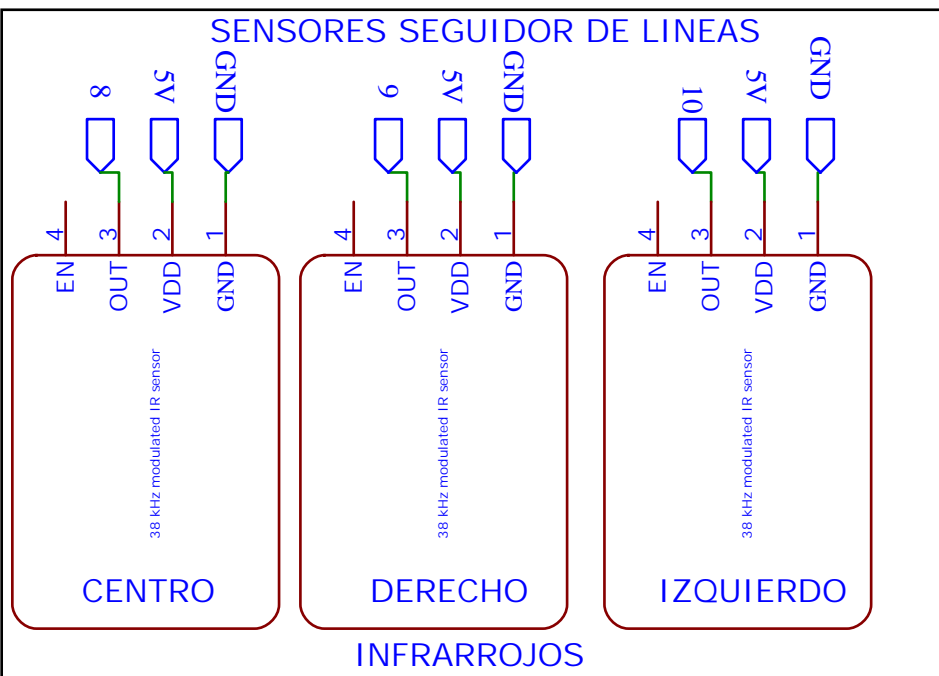 SENSORES SEGUIDOR DE LINEAS
8 5V GND
9 5V GND
10 5V GND
4 3 2 1
4 3 2 1
4 3 2 1
EN OUT VDD GND
EN OUT VDD GND
EN OUT VDD GND
38 kHz modulated IR sensor
38 kHz modulated IR sensor
38 kHz modulated IR sensor
CENTRO
DERECHO
IZQUIERDO
INFRARROJOS